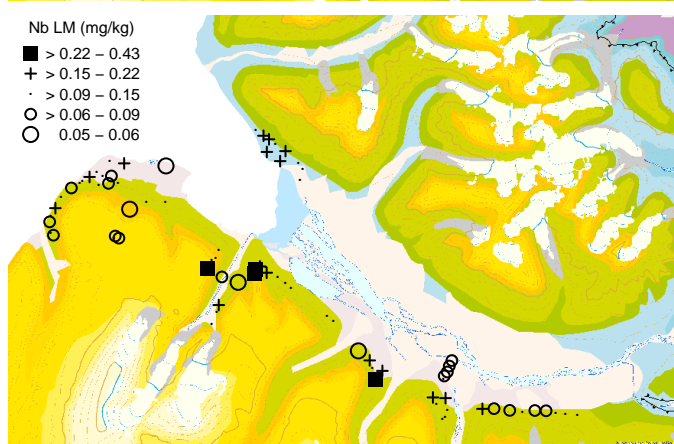 Nb LM (mg/kg)
> 0.22 – 0.43
> 0.15 – 0.22
> 0.09 – 0.15
> 0.06 – 0.09
0.05 – 0.06